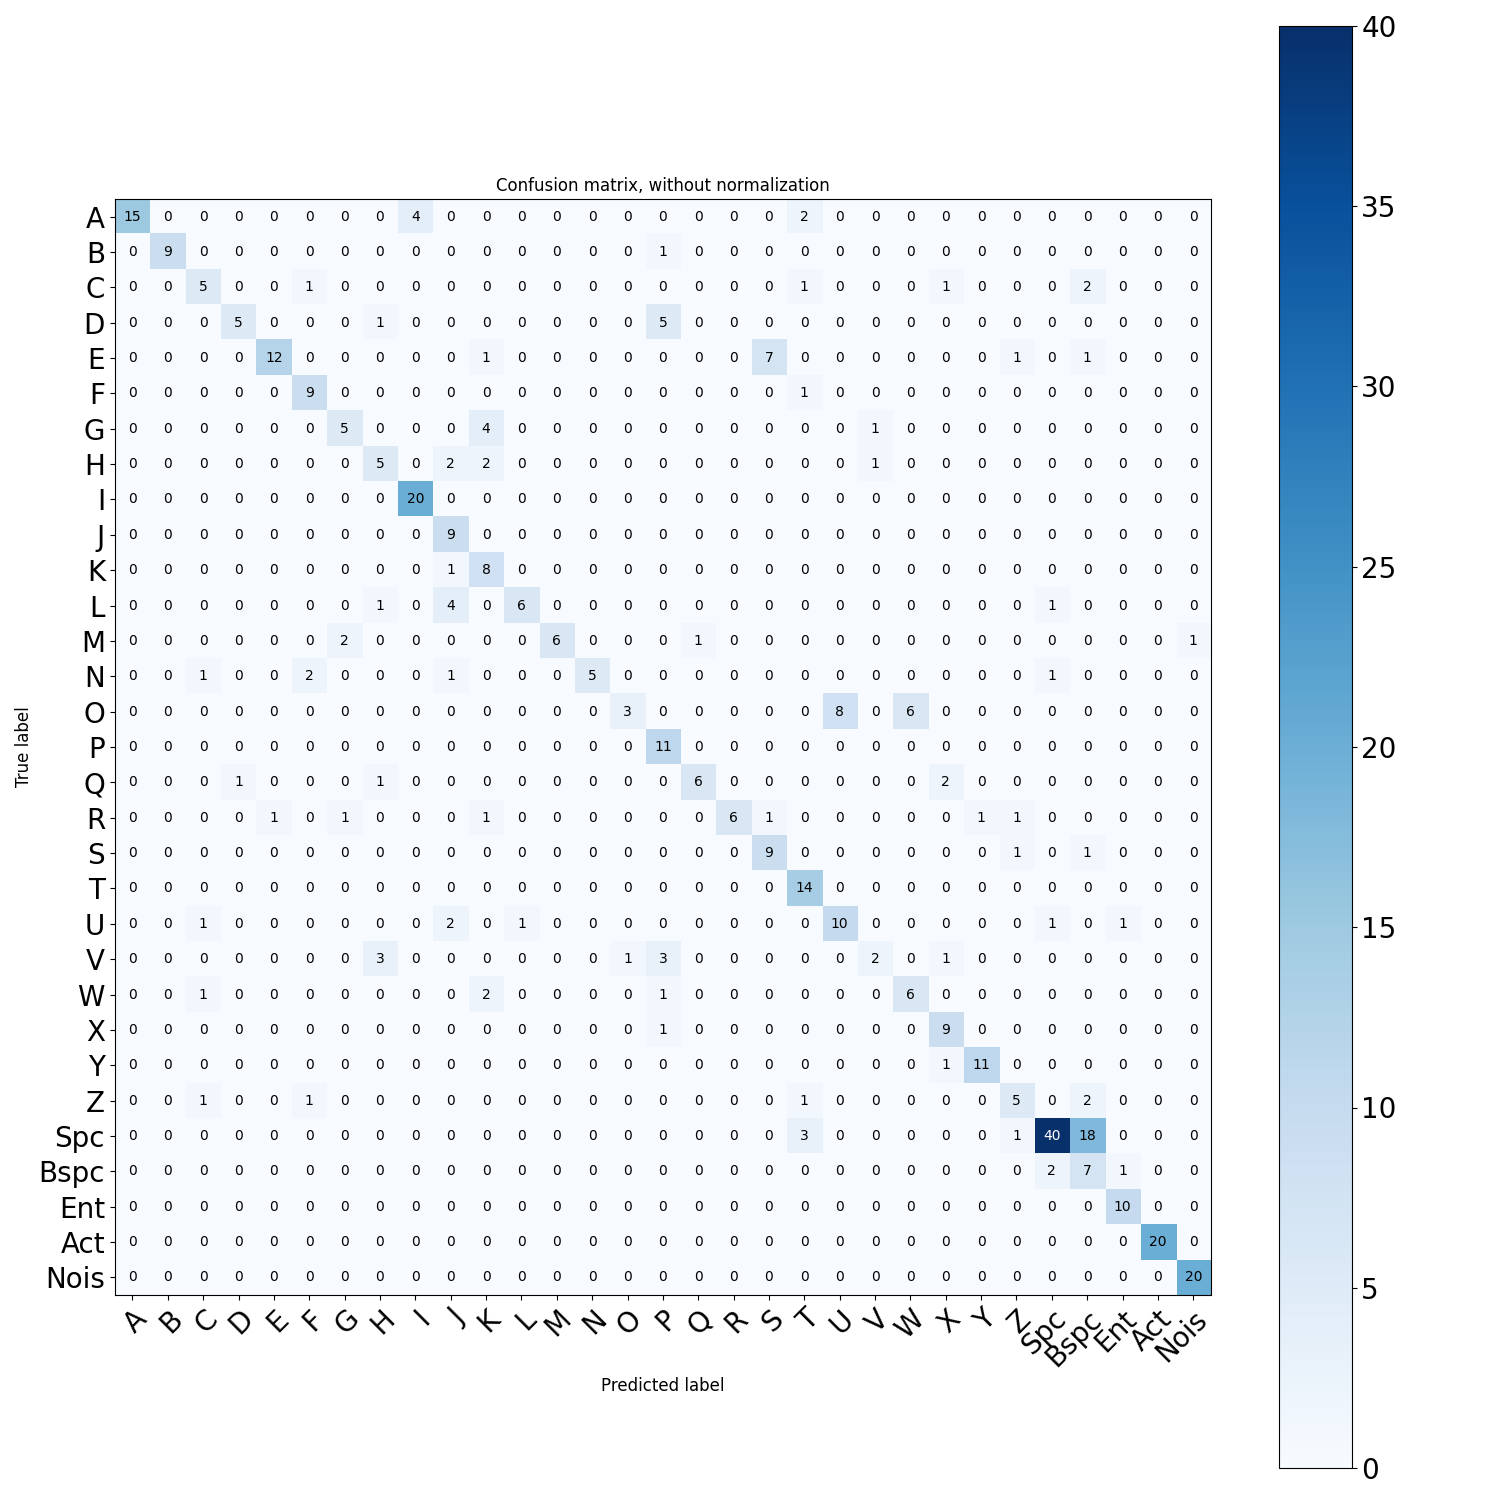 Confusion matrix, without normalization
True label
A 15 0 0 0 0 0 0 0 4 0 0 0 0 0 0 0 0 0 0 2 0 0 0 0 0 0 0 0 0 0 0
B 0 9 0 0 0 0 0 0 0 0 0 0 0 0 0 1 0 0 0 0 0 0 0 0 0 0 0 0 0 0 0
C 0 0 5 0 0 1 0 0 0 0 0 0 0 0 0 0 0 0 0 1 0 0 0 1 0 0 0 2 0 0 0
D 0 0 0 5 0 0 0 1 0 0 0 0 0 0 0 5 0 0 0 0 0 0 0 0 0 0 0 0 0 0 0
E 0 0 0 0 12 0 0 0 0 0 1 0 0 0 0 0 0 0 7 0 0 0 0 0 0 1 0 1 0 0 0
F 0 0 0 0 0 9 0 0 0 0 0 0 0 0 0 0 0 0 0 1 0 0 0 0 0 0 0 0 0 0 0
G 0 0 0 0 0 0 5 0 0 0 4 0 0 0 0 0 0 0 0 0 0 1 0 0 0 0 0 0 0 0 0
H 0 0 0 0 0 0 0 5 0 2 2 0 0 0 0 0 0 0 0 0 0 1 0 0 0 0 0 0 0 0 0
I 0 0 0 0 0 0 0 0 20 0 0 0 0 0 0 0 0 0 0 0 0 0 0 0 0 0 0 0 0 0 0
J 0 0 0 0 0 0 0 0 0 9 0 0 0 0 0 0 0 0 0 0 0 0 0 0 0 0 0 0 0 0 0
K 0 0 0 0 0 0 0 0 0 1 8 0 0 0 0 0 0 0 0 0 0 0 0 0 0 0 0 0 0 0 0
L 0 0 0 0 0 0 0 1 0 4 0 6 0 0 0 0 0 0 0 0 0 0 0 0 0 0 1 0 0 0 0
M 0 0 0 0 0 0 2 0 0 0 0 0 6 0 0 0 1 0 0 0 0 0 0 0 0 0 0 0 0 0 1
N 0 0 1 0 0 2 0 0 0 1 0 0 0 5 0 0 0 0 0 0 0 0 0 0 0 0 1 0 0 0 0
O 0 0 0 0 0 0 0 0 0 0 0 0 0 0 3 0 0 0 0 0 8 0 6 0 0 0 0 0 0 0 0
P 0 0 0 0 0 0 0 0 0 0 0 0 0 0 0 11 0 0 0 0 0 0 0 0 0 0 0 0 0 0 0
Q 0 0 0 1 0 0 0 1 0 0 0 0 0 0 0 0 6 0 0 0 0 0 0 2 0 0 0 0 0 0 0
R 0 0 0 0 1 0 1 0 0 0 1 0 0 0 0 0 0 6 1 0 0 0 0 0 1 1 0 0 0 0 0
S 0 0 0 0 0 0 0 0 0 0 0 0 0 0 0 0 0 0 9 0 0 0 0 0 0 1 0 1 0 0 0
T 0 0 0 0 0 0 0 0 0 0 0 0 0 0 0 0 0 0 0 14 0 0 0 0 0 0 0 0 0 0 0
U 0 0 1 0 0 0 0 0 0 2 0 1 0 0 0 0 0 0 0 0 10 0 0 0 0 0 1 0 1 0 0
V 0 0 0 0 0 0 0 3 0 0 0 0 0 0 1 3 0 0 0 0 0 2 0 1 0 0 0 0 0 0 0
W 0 0 1 0 0 0 0 0 0 0 2 0 0 0 0 1 0 0 0 0 0 0 6 0 0 0 0 0 0 0 0
X 0 0 0 0 0 0 0 0 0 0 0 0 0 0 0 1 0 0 0 0 0 0 0 9 0 0 0 0 0 0 0
Y 0 0 0 0 0 0 0 0 0 0 0 0 0 0 0 0 0 0 0 0 0 0 0 1 11 0 0 0 0 0 0
Z 0 0 1 0 0 1 0 0 0 0 0 0 0 0 0 0 0 0 0 1 0 0 0 0 0 5 0 2 0 0 0
Spc 0 0 0 0 0 0 0 0 0 0 0 0 0 0 0 0 0 0 0 3 0 0 0 0 0 1 40 18 0 0 0
Bspc 0 0 0 0 0 0 0 0 0 0 0 0 0 0 0 0 0 0 0 0 0 0 0 0 0 0 2 7 1 0 0
Ent 0 0 0 0 0 0 0 0 0 0 0 0 0 0 0 0 0 0 0 0 0 0 0 0 0 0 0 0 10 0 0
Act 0 0 0 0 0 0 0 0 0 0 0 0 0 0 0 0 0 0 0 0 0 0 0 0 0 0 0 0 0 20 0
Nois 0 0 0 0 0 0 0 0 0 0 0 0 0 0 0 0 0 0 0 0 0 0 0 0 0 0 0 0 0 0 20
A B C D E F G H I J K L M N O P Q R S T U V W X Y Z Spc Bspc Ent Act Nois
Predicted label
40
35
30
25
20
15
10
5
0